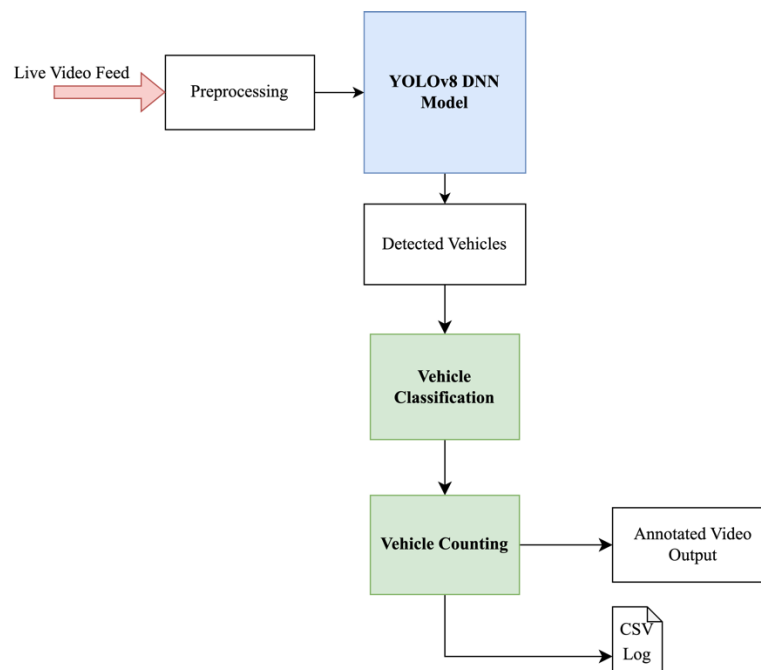 Live Video Feed
Preprocessing
YOLOv8 DNN
Model
Detected Vehicles
Vehicle
Classification
Vehicle Counting
Annotated Video
Output
CSV
Log